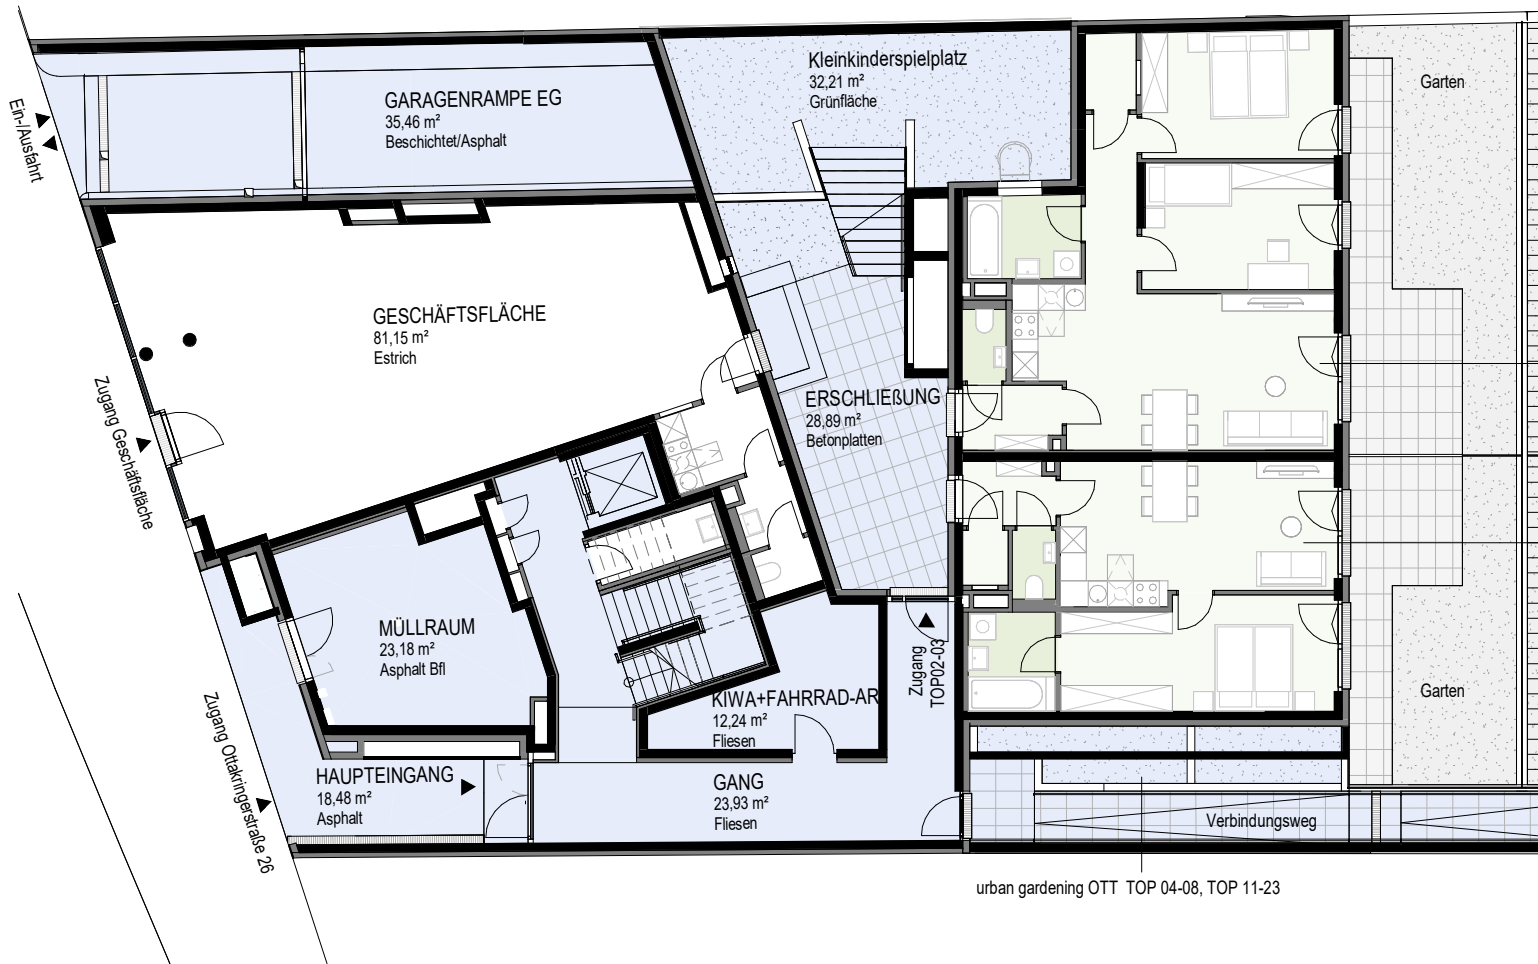 Kleinkinderspielplatz
32,21 m²
Grünfläche
Garten
GARAGENRAMPE EG
35,46 m²
Beschichtet/Asphalt
Ein-/Ausfahrt
GESCHÄFTSFLÄCHE
81,15 m²
Estrich
Zugang Geschäftsfläche
ERSCHLIEßUNG
28,89 m²
Betonplatten
MÜLLRAUM
23,18 m²
Asphalt Bfl
Zugang
TOP02-03
KIWA+FAHRRAD-AR
12,24 m²
Fliesen
Garten
Zugang Ottakringerstraße 26
HAUPTEINGANG
18,48 m²
Asphalt
GANG
23,93 m²
Fliesen
Verbindungsweg
urban gardening OTT TOP 04-08, TOP 11-23